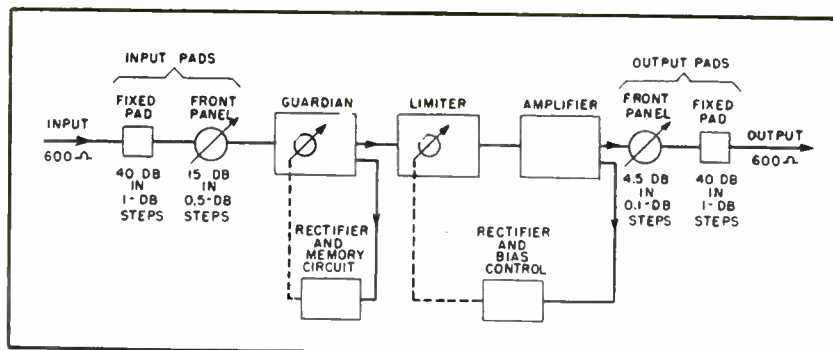 INPUT PADS
OUTPUT PADS
FIXED
PAD
FRONT
PANEL
GUARDIAN
LIMITER
AMPLIFIER
FRONT
PANEL
FIXED
PAD
INPUT
600 Ω
OUTPUT
600 Ω
40 DB
IN
1-DB
STEPS
15 DB
IN
0.5-DB
STEPS
4.5 DB
IN
0.1-DB
STEPS
40 DB
IN
1-DB
STEPS
RECTIFIER
AND
MEMORY
CIRCUIT
RECTIFIER
AND
BIAS
CONTROL